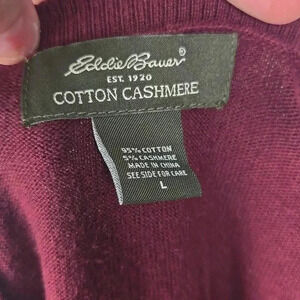 Eddie Bauer®
EST. 1920
COTTON CASHMERE
95% COTTON
5% CASHMERE
MADE IN CHINA
SEE SIDE FOR CARE
L